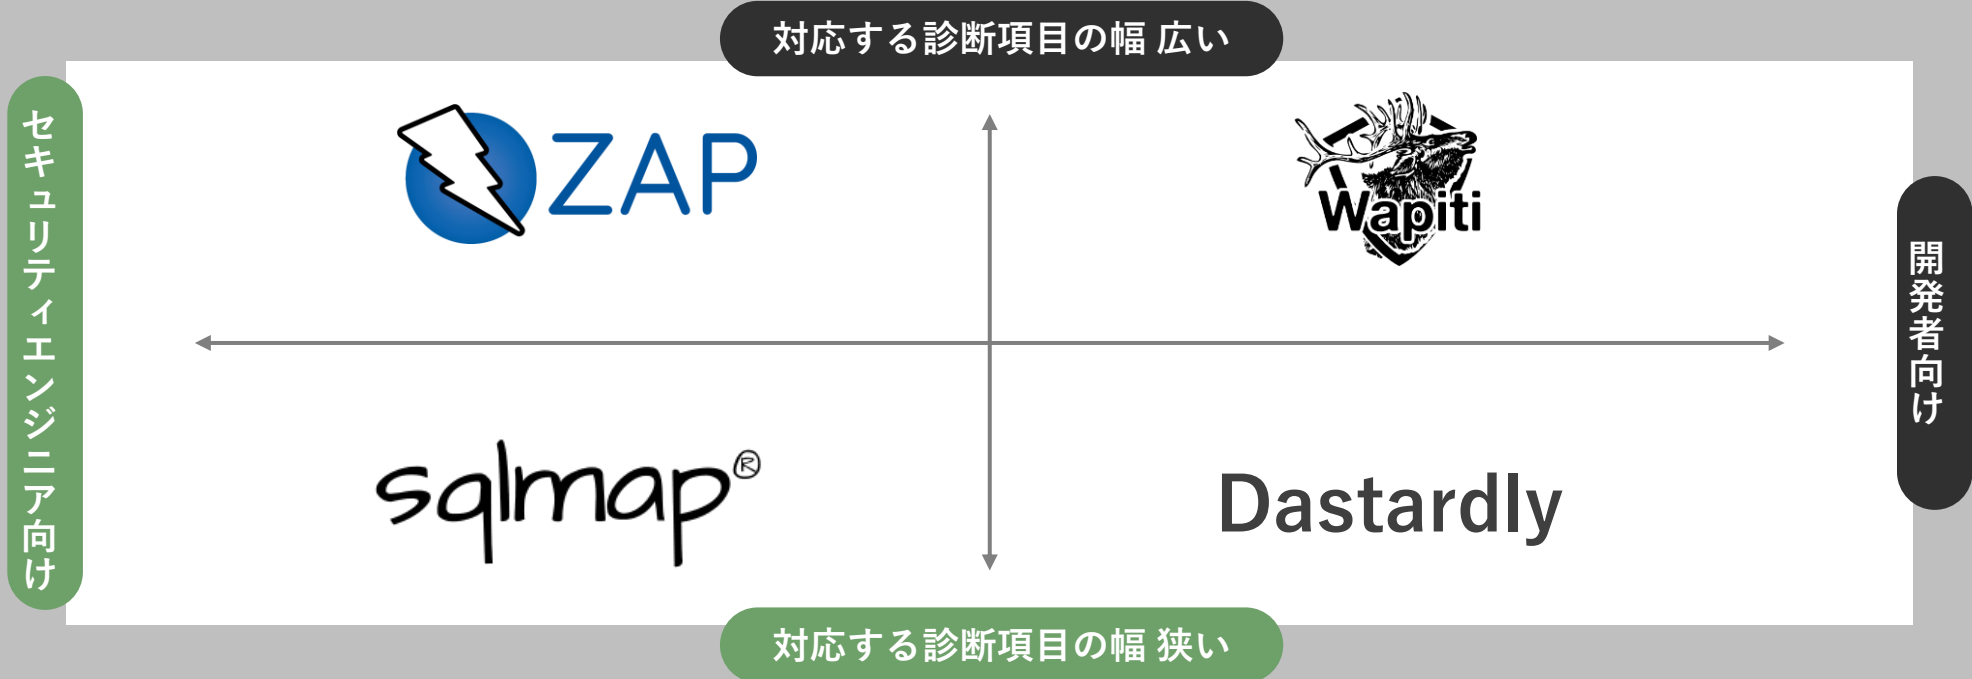 対応する診断項目の幅 広い
セキュリティエンジニア向け
ZAP
Wapiti
開発者向け
sqlmap®
Dastardly
対応する診断項目の幅 狭い